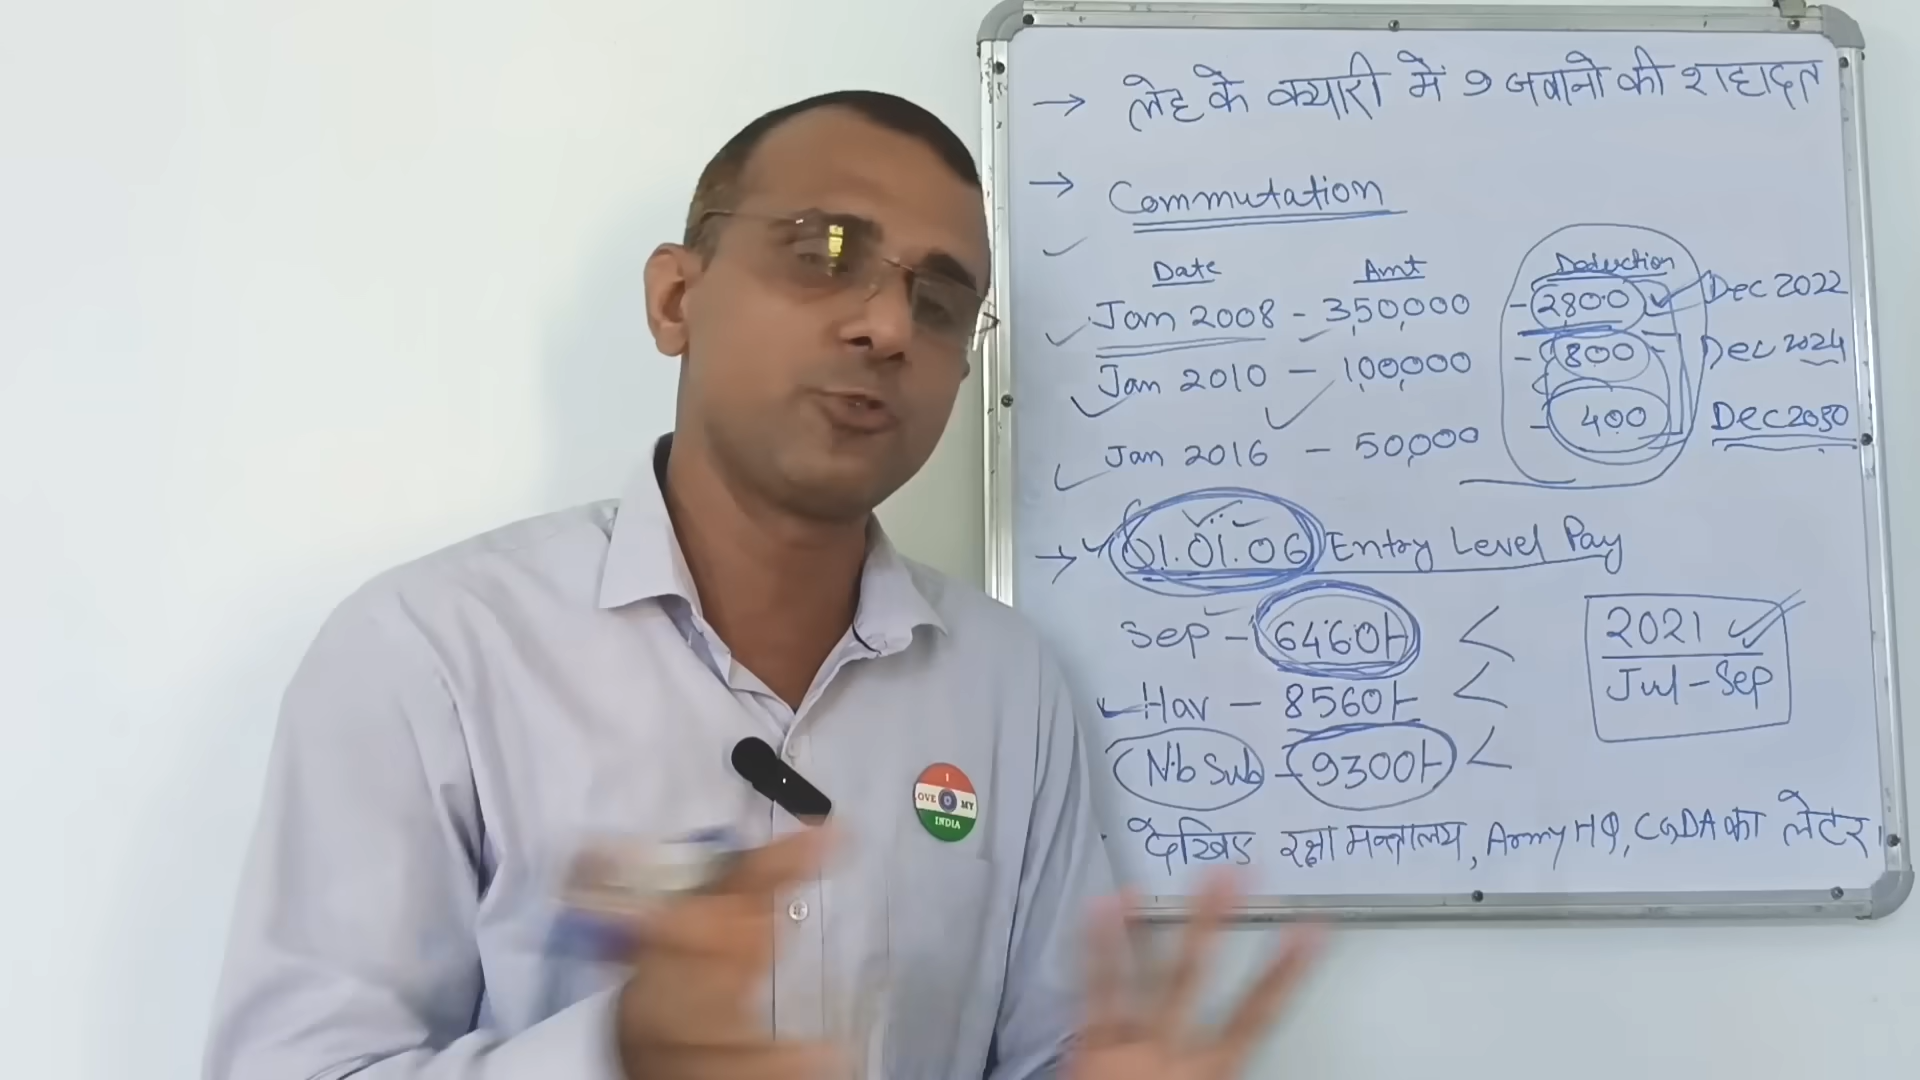 → लेह के क्यारी में 9 जवानो की शहादत
→ Commutation
Date Amt Deduction
Jan 2008 - 3,50,000 - 2800 Dec 2022
Jan 2010 - 1,00,000 - 800 - Dec 2024
Jan 2016 - 50,000 - 400 Dec 2030
→ 01.01.06 Entry Level Pay
Sep - 6460/- <
Hav - 8560/- <
Nb Sub - 9300/- <
2021
Jul - Sep
देखिए रक्षा मन्त्रालय, Army HQ, CGDA का लेटर।
I
LOVE MY
INDIA